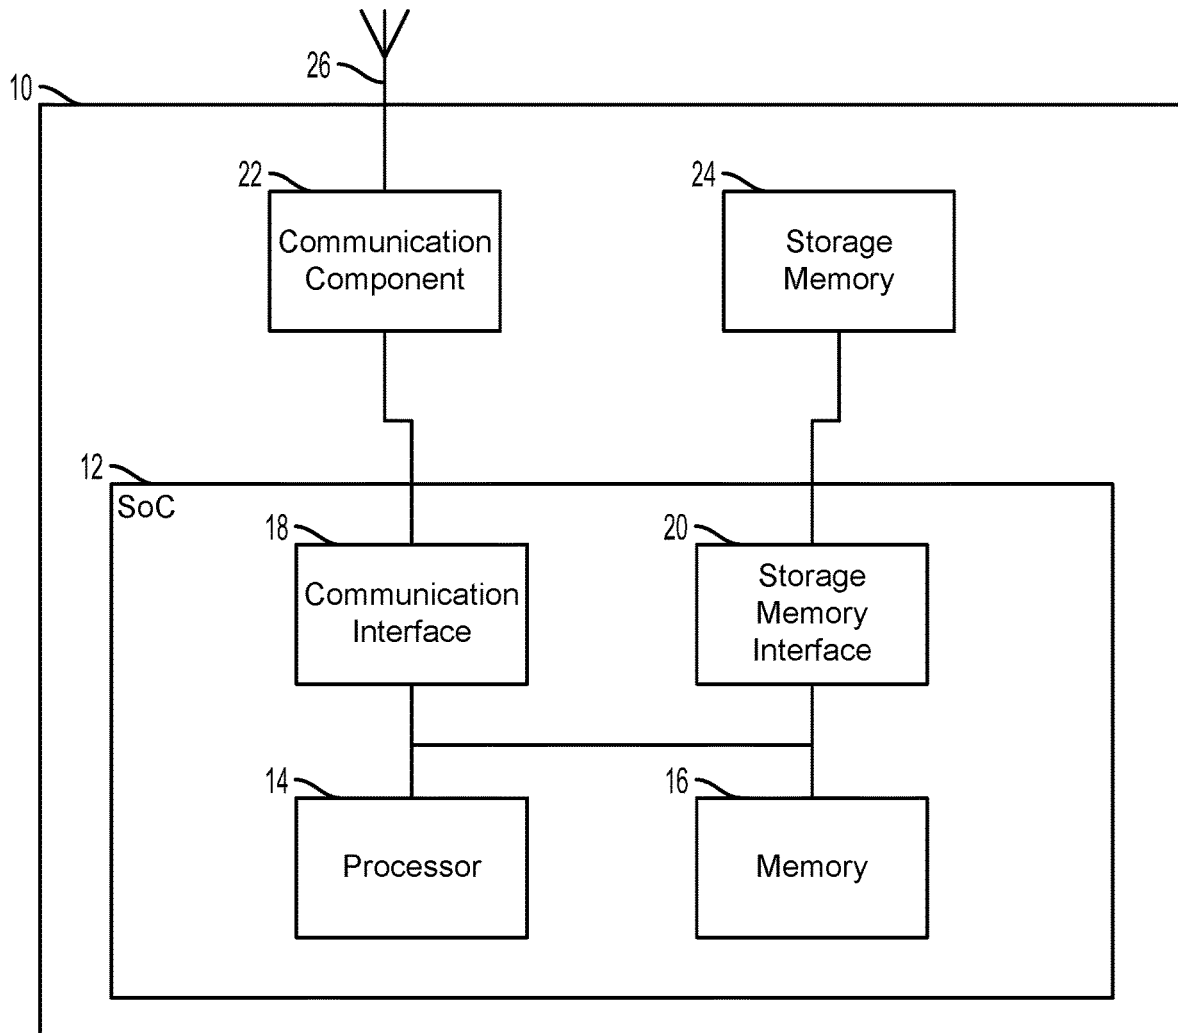 26
10
22
24
Communication
Component
Storage
Memory
12
SoC
18
20
Communication
Interface
Storage
Memory
Interface
14
16
Processor
Memory